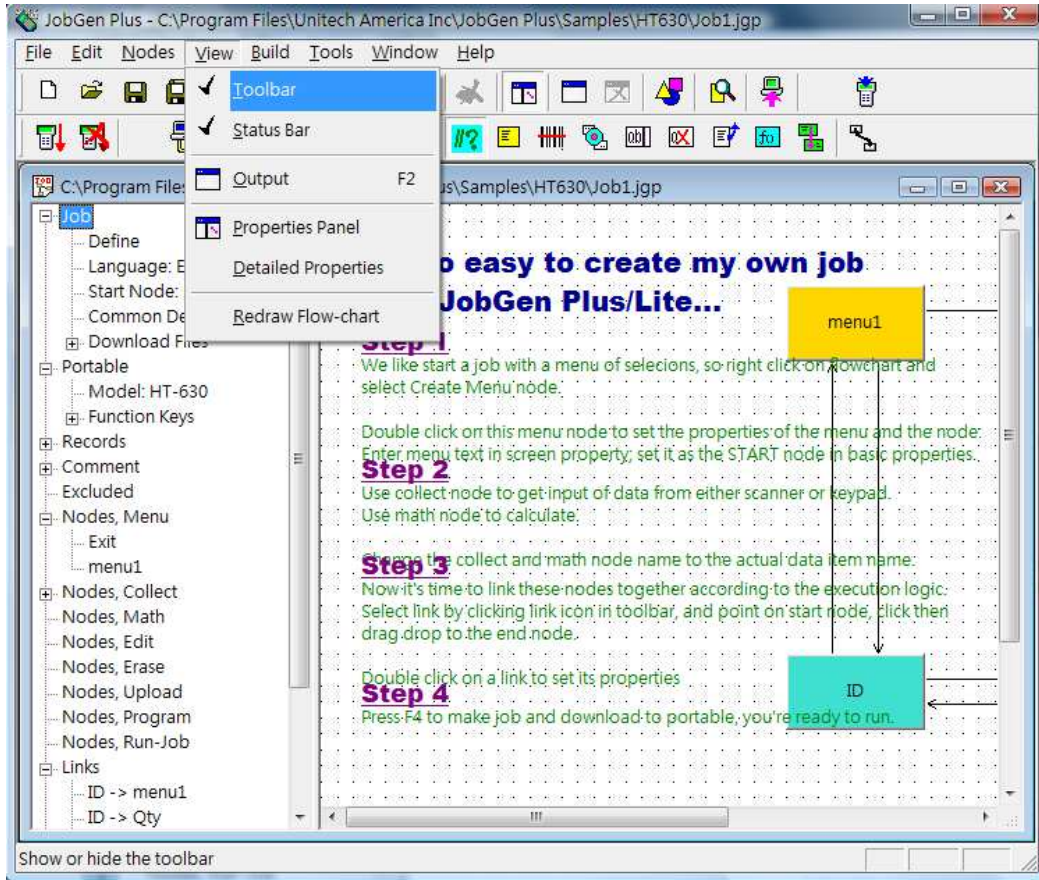 JobGen Plus - C:\Program Files\Unitech America Inc\JobGen Plus\Samples\HT630\Job1.jgp
File Edit Nodes View Build Tools Window Help
Toolbar
Status Bar
Output F2
Properties Panel
Detailed Properties
Redraw Flow-chart
C:\Program File
us\Samples\HT630\Job1.jgp
Job
Define
Language: E
Start Node:
Common De
Download Files
Portable
Model: HT-630
Function Keys
Records
Comment
Excluded
Nodes, Menu
Exit
menu1
Nodes, Collect
Nodes, Math
Nodes, Edit
Nodes, Erase
Nodes, Upload
Nodes, Program
Nodes, Run-Job
Links
ID -> menu1
ID -> Qty
o easy to create my own job
JobGen Plus/Lite...
menu1
Step 1
We like start a job with a menu of selecions, so right click on flowchart and
select Create Menu node.
Double click on this menu node to set the properties of the menu and the node.
Enter menu text in screen property; set it as the START node in basic properties.
Step 2
Use collect node to get input of data from either scanner or keypad.
Use math node to calculate.
Change the collect and math node name to the actual data item name.
Step 3
Now it's time to link these nodes together according to the execution logic.
Select link by clicking link icon in toolbar, and point on start node, click then
drag.drop to the end node.
Double click on a link to set its properties
Step 4
Press F4 to make job and download to portable, you're ready to run.
ID
Show or hide the toolbar